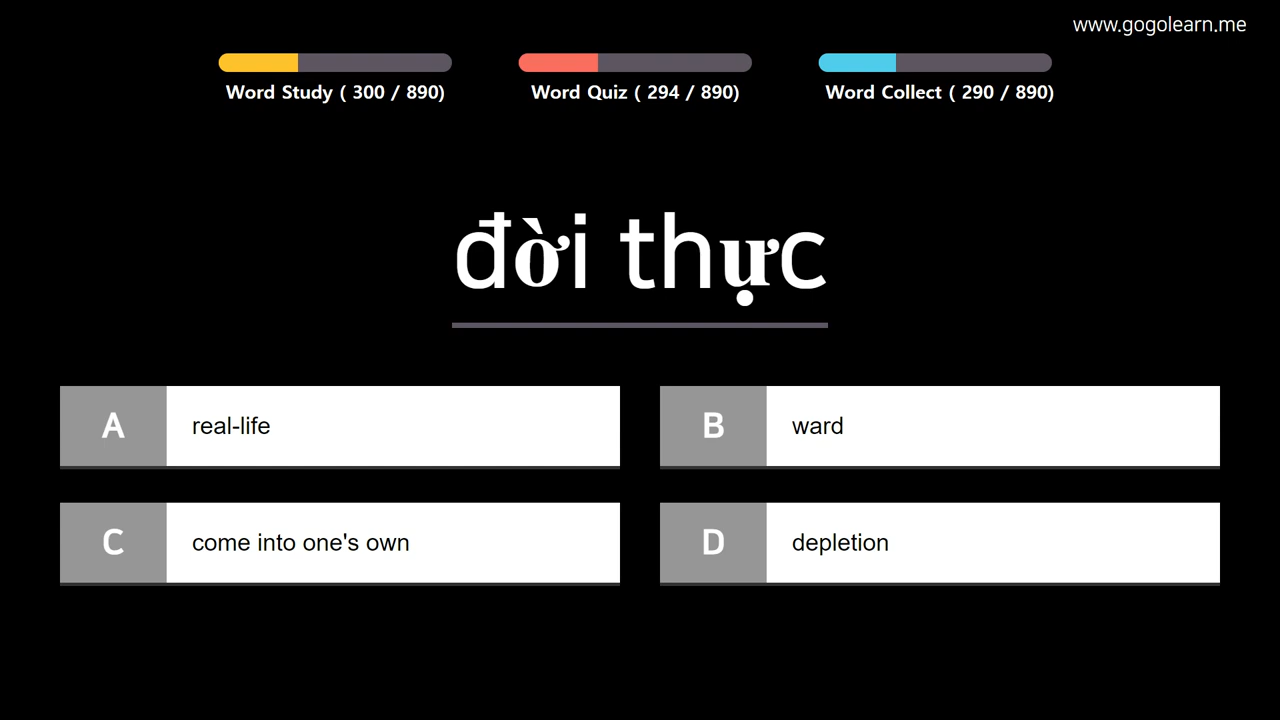 www.gogolearn.me
Word Study ( 300 / 890)
Word Quiz ( 294 / 890)
Word Collect ( 290 / 890)
đời thực
A real-life
B ward
C come into one's own
D depletion